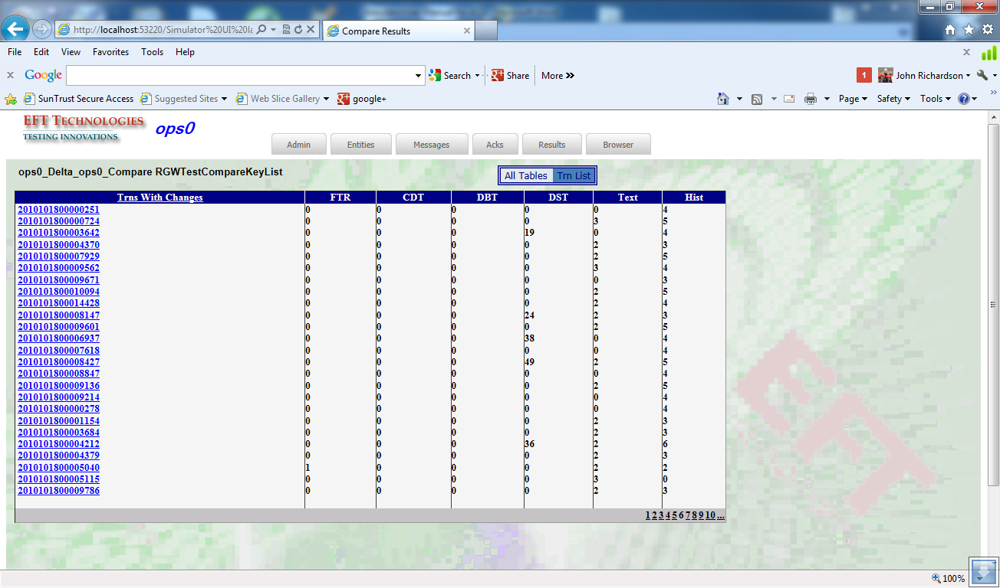 http://localhost:53220/Simulator%20UI%20la
Compare Results
File Edit View Favorites Tools Help
Google Search Share More » 1 John Richardson
SunTrust Secure Access Suggested Sites Web Slice Gallery google+ Page Safety Tools
EFT TECHNOLOGIES
TESTING INNOVATIONS
ops0
Admin Entities Messages Acks Results Browser
ops0_Delta_ops0_Compare RGWTestCompareKeyList All Tables Trn List
Trns With Changes FTR CDT DBT DST Text Hist
2010101800000251 0 0 0 0 0 4
2010101800000724 0 0 0 0 3 5
2010101800003642 0 0 0 19 0 4
2010101800004370 0 0 0 0 2 3
2010101800007929 0 0 0 0 2 5
2010101800009562 0 0 0 0 3 4
2010101800009671 0 0 0 0 0 3
2010101800010094 0 0 0 0 2 5
2010101800014428 0 0 0 0 2 4
2010101800008147 0 0 0 24 2 3
2010101800009601 0 0 0 0 2 5
2010101800006937 0 0 0 38 0 4
2010101800007618 0 0 0 0 0 4
2010101800008427 0 0 0 49 2 5
2010101800008847 0 0 0 0 0 4
2010101800009136 0 0 0 0 2 5
2010101800009214 0 0 0 0 0 4
2010101800000278 0 0 0 0 0 4
2010101800001154 0 0 0 0 2 3
2010101800003684 0 0 0 0 2 3
2010101800004212 0 0 0 36 2 6
2010101800004379 0 0 0 0 2 3
2010101800005040 1 0 0 0 2 2
2010101800005115 0 0 0 0 3 0
2010101800009786 0 0 0 0 2 3
1 2 3 4 5 6 7 8 9 10 ...
EFT
100%